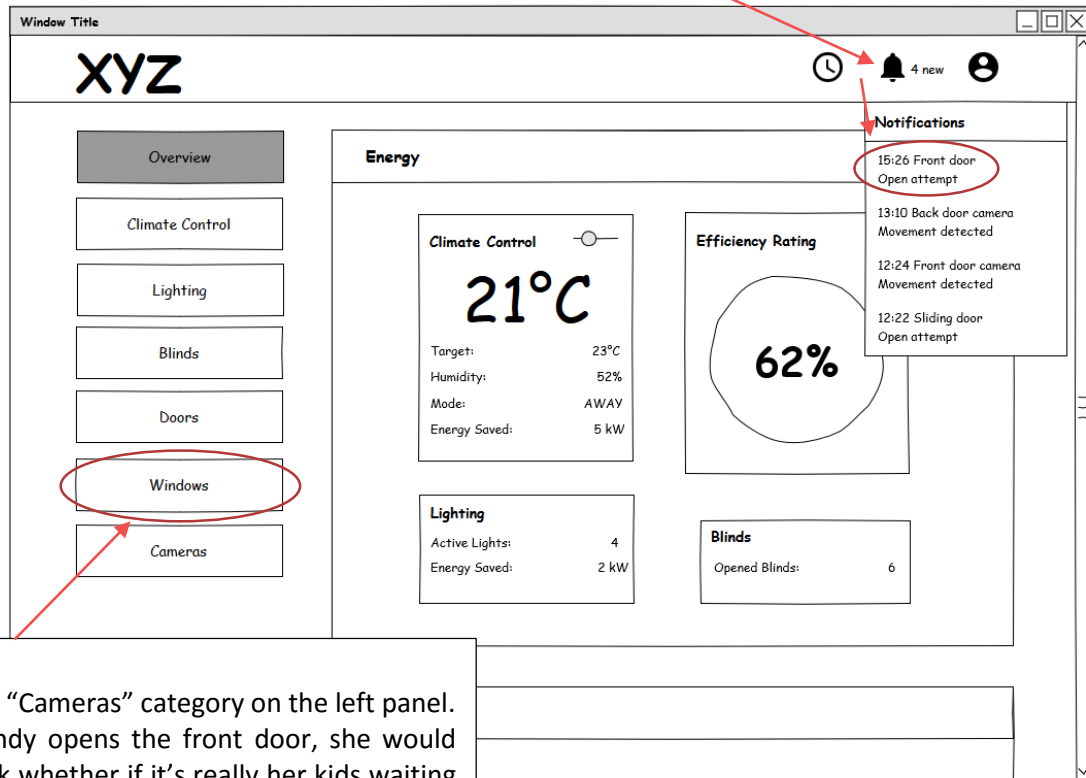 Window Title
XYZ
4 new
Notifications
15:26 Front door
Open attempt
13:10 Back door camera
Movement detected
12:24 Front door camera
Movement detected
12:22 Sliding door
Open attempt
Overview
Climate Control
Lighting
Blinds
Doors
Windows
Cameras
Energy
Climate Control
21°C
Target: 23°C
Humidity: 52%
Mode: AWAY
Energy Saved: 5 kW
Efficiency Rating
62%
Lighting
Active Lights: 4
Energy Saved: 2 kW
Blinds
Opened Blinds: 6
“Cameras” category on the left panel.
ndy opens the front door, she would
k whether if it’s really her kids waiting